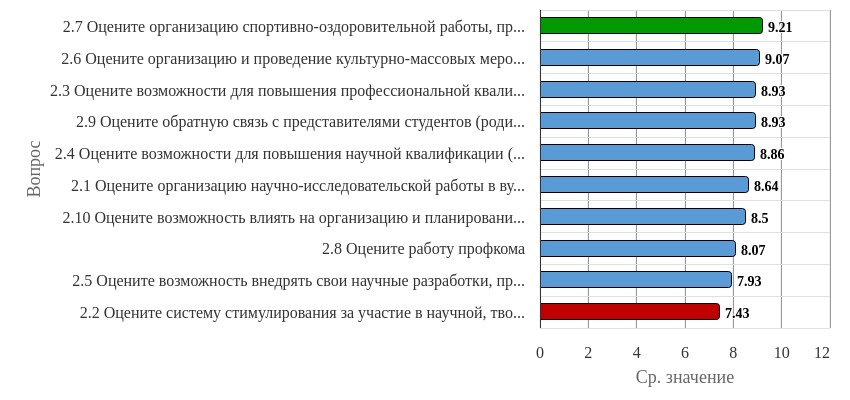 2.7 Оцените организацию спортивно-оздоровительной работы, пр... 9.21
2.6 Оцените организацию и проведение культурно-массовых меро... 9.07
2.3 Оцените возможности для повышения профессиональной квали... 8.93
2.9 Оцените обратную связь с представителями студентов (роди... 8.93
2.4 Оцените возможности для повышения научной квалификации (... 8.86
2.1 Оцените организацию научно-исследовательской работы в ву... 8.64
2.10 Оцените возможность влиять на организацию и планировани... 8.5
2.8 Оцените работу профкома 8.07
2.5 Оцените возможность внедрять свои научные разработки, пр... 7.93
2.2 Оцените систему стимулирования за участие в научной, тво... 7.43
Вопрос
0 2 4 6 8 10 12
Ср. значение